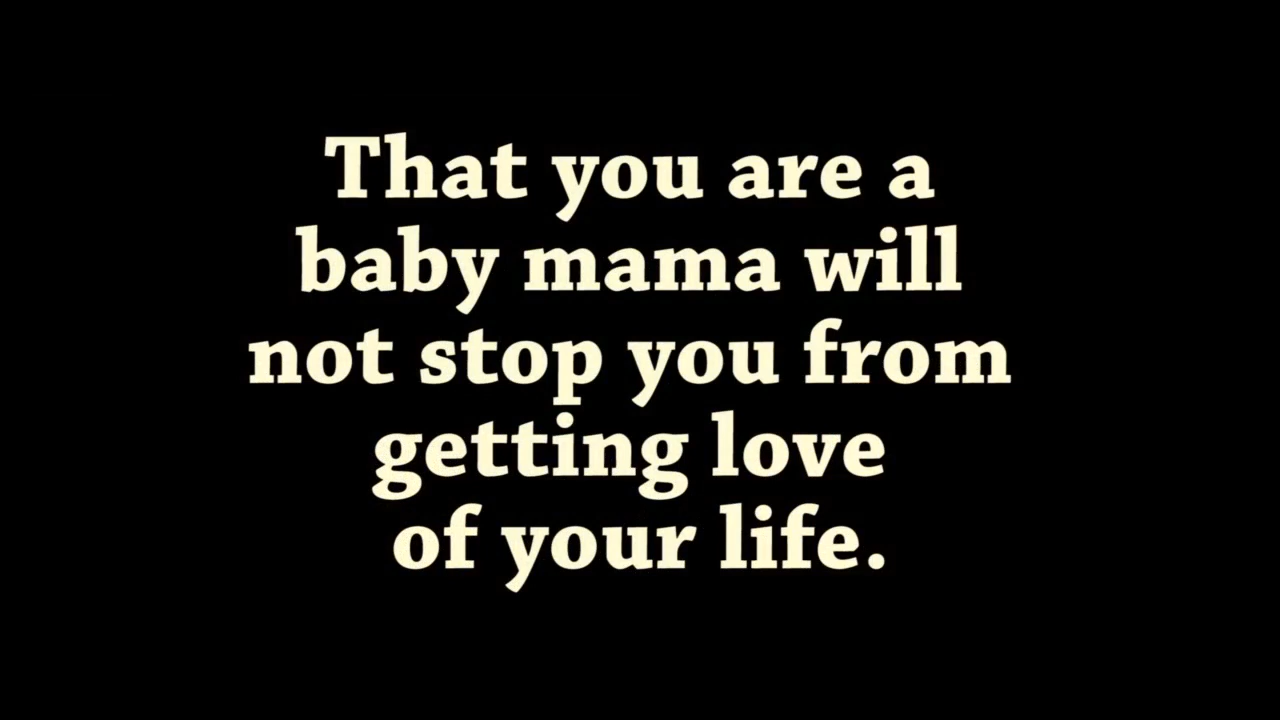 That you are a
baby mama will
not stop you from
getting love
of your life.